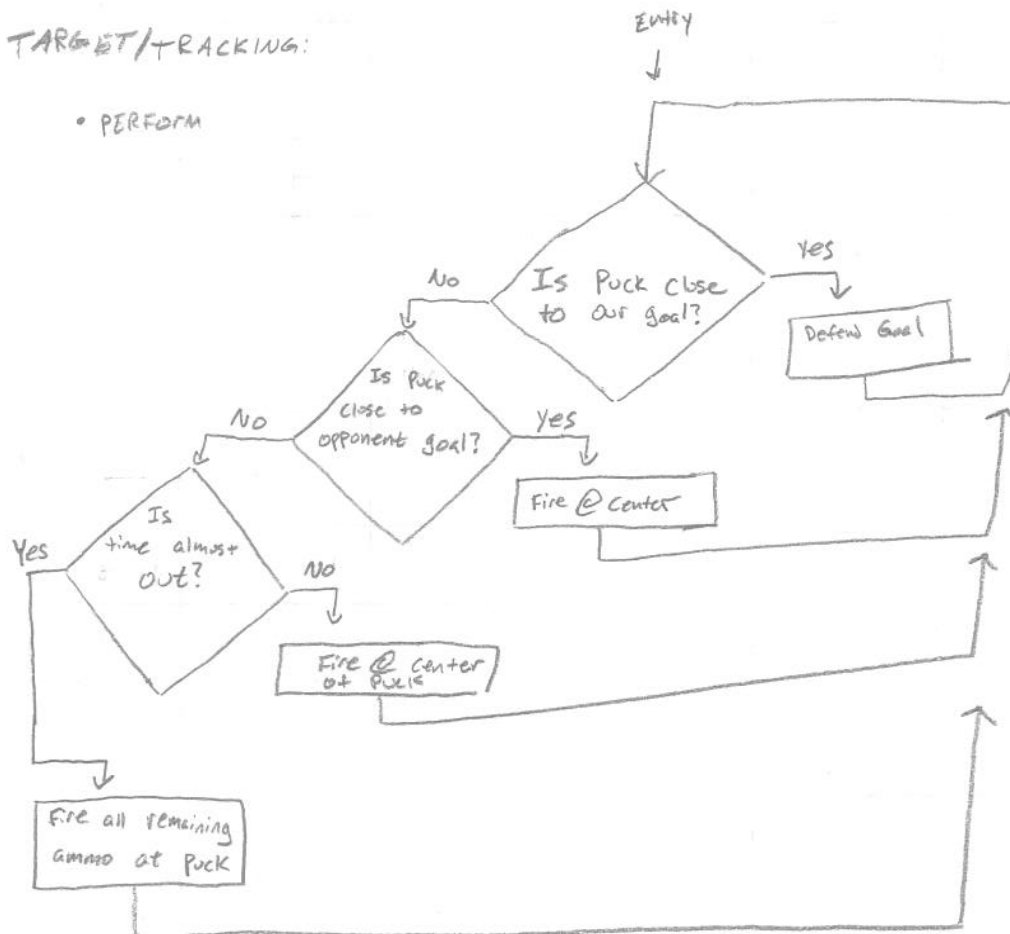 Entry
TARGET/TRACKING:
• PERFORM
Is Puck close
to our goal?
Yes
No
Defend Goal
Is Puck
close to
opponent goal?
Yes
No
Fire @ Center
Is
time almost
out?
Yes
No
Fire @ Center
of Puck
Fire all remaining
ammo at Puck